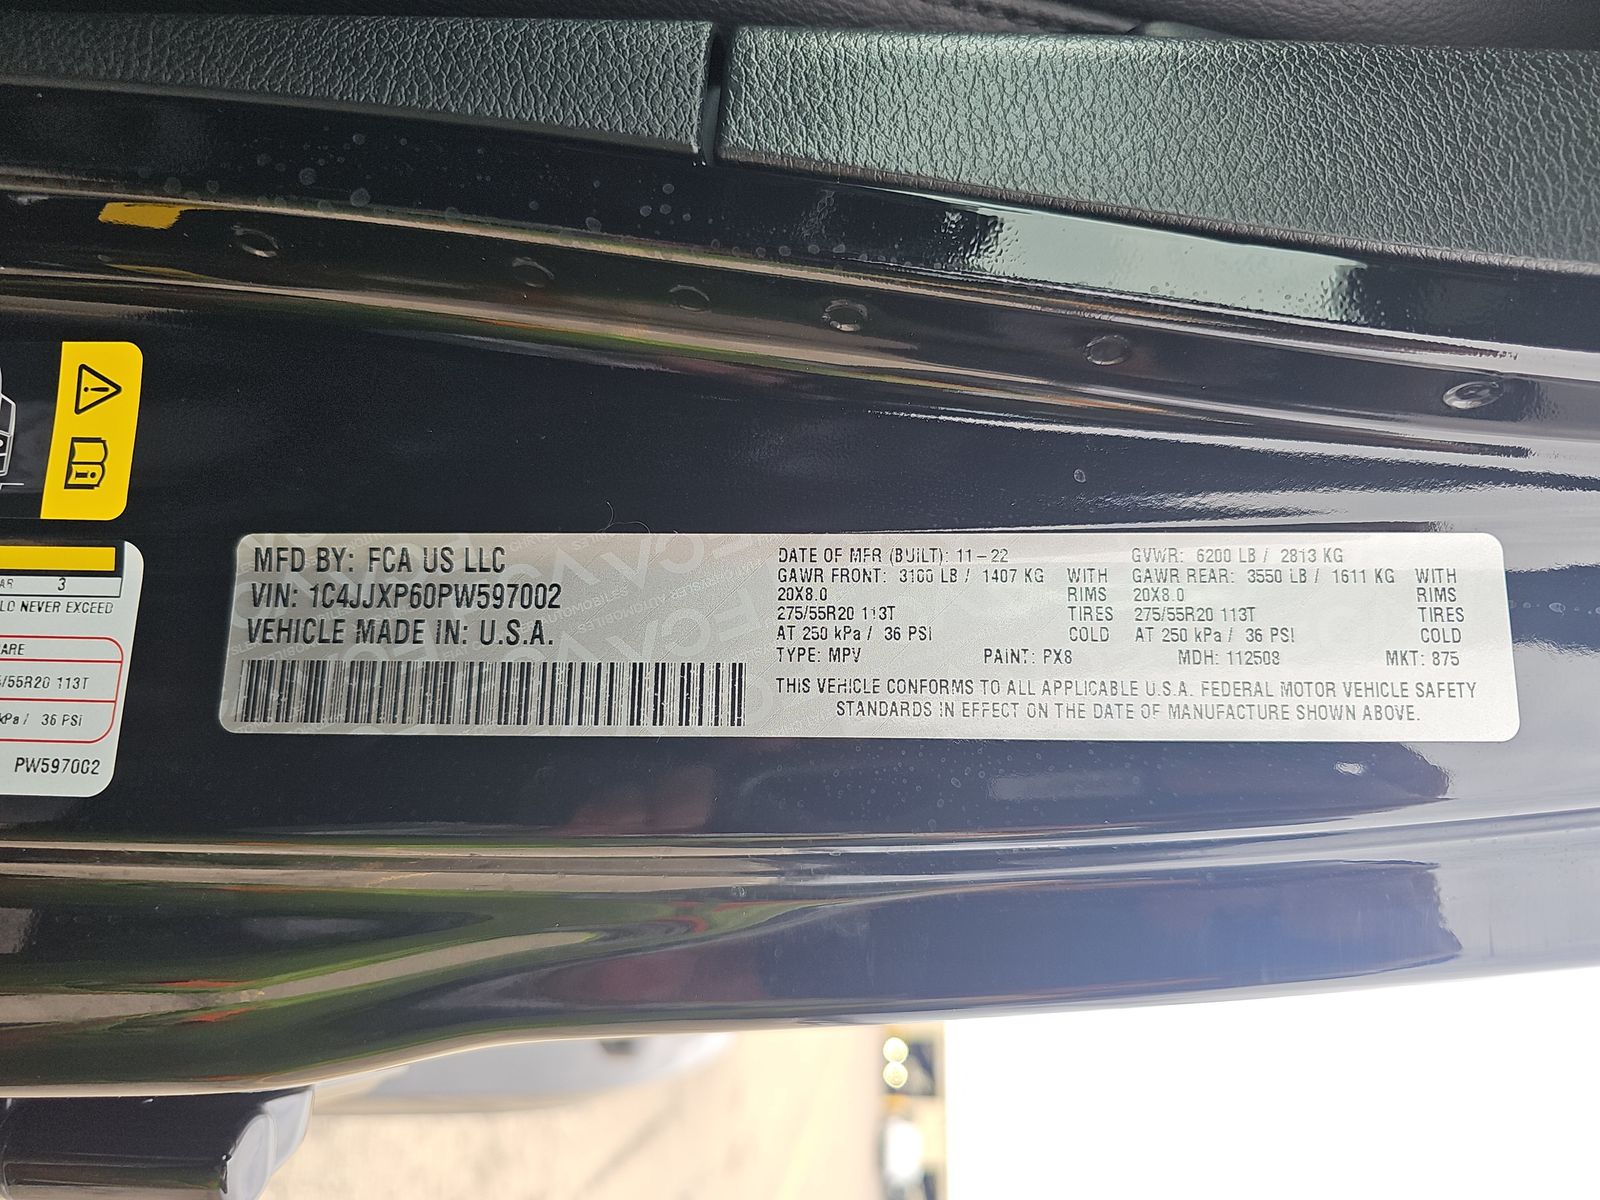 MFD BY: FCA US LLC
VIN: 1C4JJXP60PW597002
VEHICLE MADE IN: U.S.A.
DATE OF MFR (BUILT): 11-22
GVWR: 6200 LB / 2813 KG
GAWR FRONT: 3100 LB / 1407 KG WITH
20X8.0 RIMS
275/55R20 113T TIRES
AT 250 kPa / 36 PSI COLD
GAWR REAR: 3550 LB / 1611 KG WITH
20X8.0 RIMS
275/55R20 113T TIRES
AT 250 kPa / 36 PSI COLD
TYPE: MPV PAINT: PX8 MDH: 112508 MKT: 875
THIS VEHICLE CONFORMS TO ALL APPLICABLE U.S.A. FEDERAL MOTOR VEHICLE SAFETY
STANDARDS IN EFFECT ON THE DATE OF MANUFACTURE SHOWN ABOVE.
AR 3
LD NEVER EXCEED
ARE
/55R20 113T
kPa / 36 PSI
PW597002